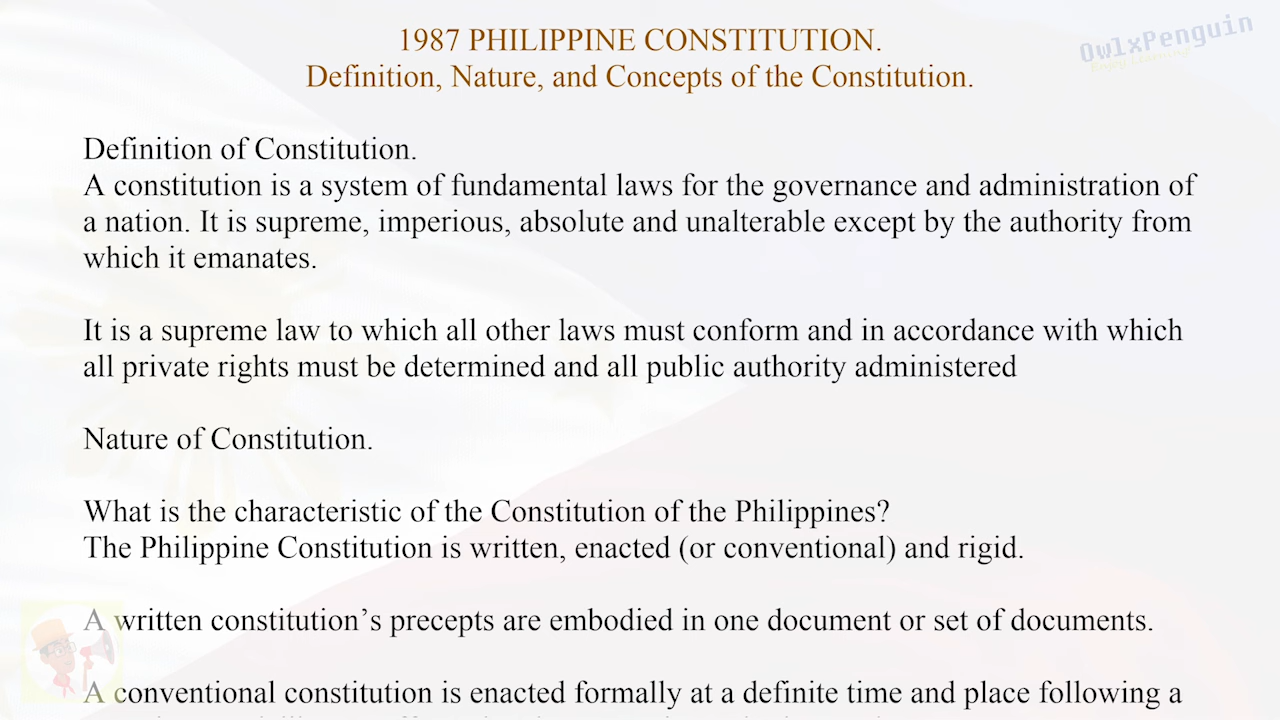 1987 PHILIPPINE CONSTITUTION.
Definition, Nature, and Concepts of the Constitution.
OwlxPenguin
Enjoy Learning
Definition of Constitution.
A constitution is a system of fundamental laws for the governance and administration of
a nation. It is supreme, imperious, absolute and unalterable except by the authority from
which it emanates.
It is a supreme law to which all other laws must conform and in accordance with which
all private rights must be determined and all public authority administered
Nature of Constitution.
What is the characteristic of the Constitution of the Philippines?
The Philippine Constitution is written, enacted (or conventional) and rigid.
A written constitution’s precepts are embodied in one document or set of documents.
A conventional constitution is enacted formally at a definite time and place following a